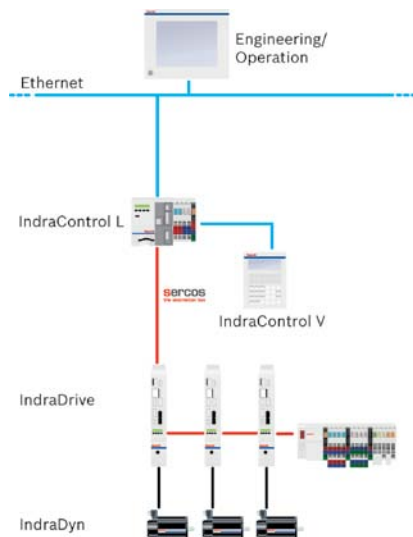 Engineering/
Operation
Ethernet
IndraControl L
sercos
IndraControl V
IndraDrive
IndraDyn